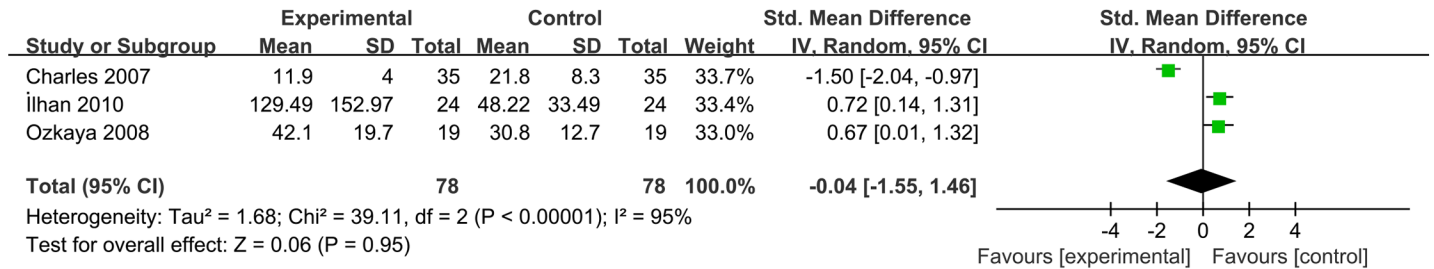 Experimental Control Std. Mean Difference Std. Mean Difference
Study or Subgroup Mean SD Total Mean SD Total Weight IV, Random, 95% CI IV, Random, 95% CI
Charles 2007 11.9 4 35 21.8 8.3 35 33.7% -1.50 [-2.04, -0.97]
İlhan 2010 129.49 152.97 24 48.22 33.49 24 33.4% 0.72 [0.14, 1.31]
Ozkaya 2008 42.1 19.7 19 30.8 12.7 19 33.0% 0.67 [0.01, 1.32]
Total (95% CI) 78 78 100.0% -0.04 [-1.55, 1.46]
Heterogeneity: Tau² = 1.68; Chi² = 39.11, df = 2 (P < 0.00001); I² = 95%
Test for overall effect: Z = 0.06 (P = 0.95)
-4 -2 0 2 4
Favours [experimental] Favours [control]